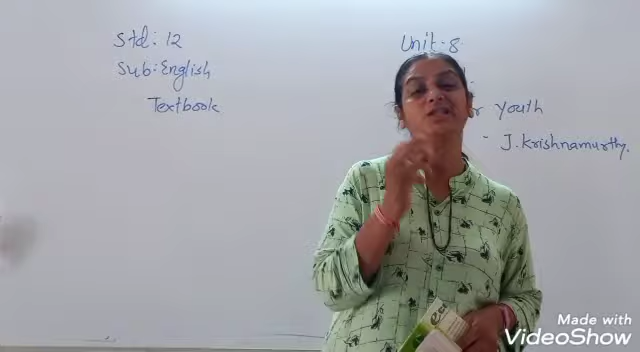 Std: 12
Sub: English
Textbook
Unit-8
youth
- J. Krishnamurthy.
Made with
VideoShow